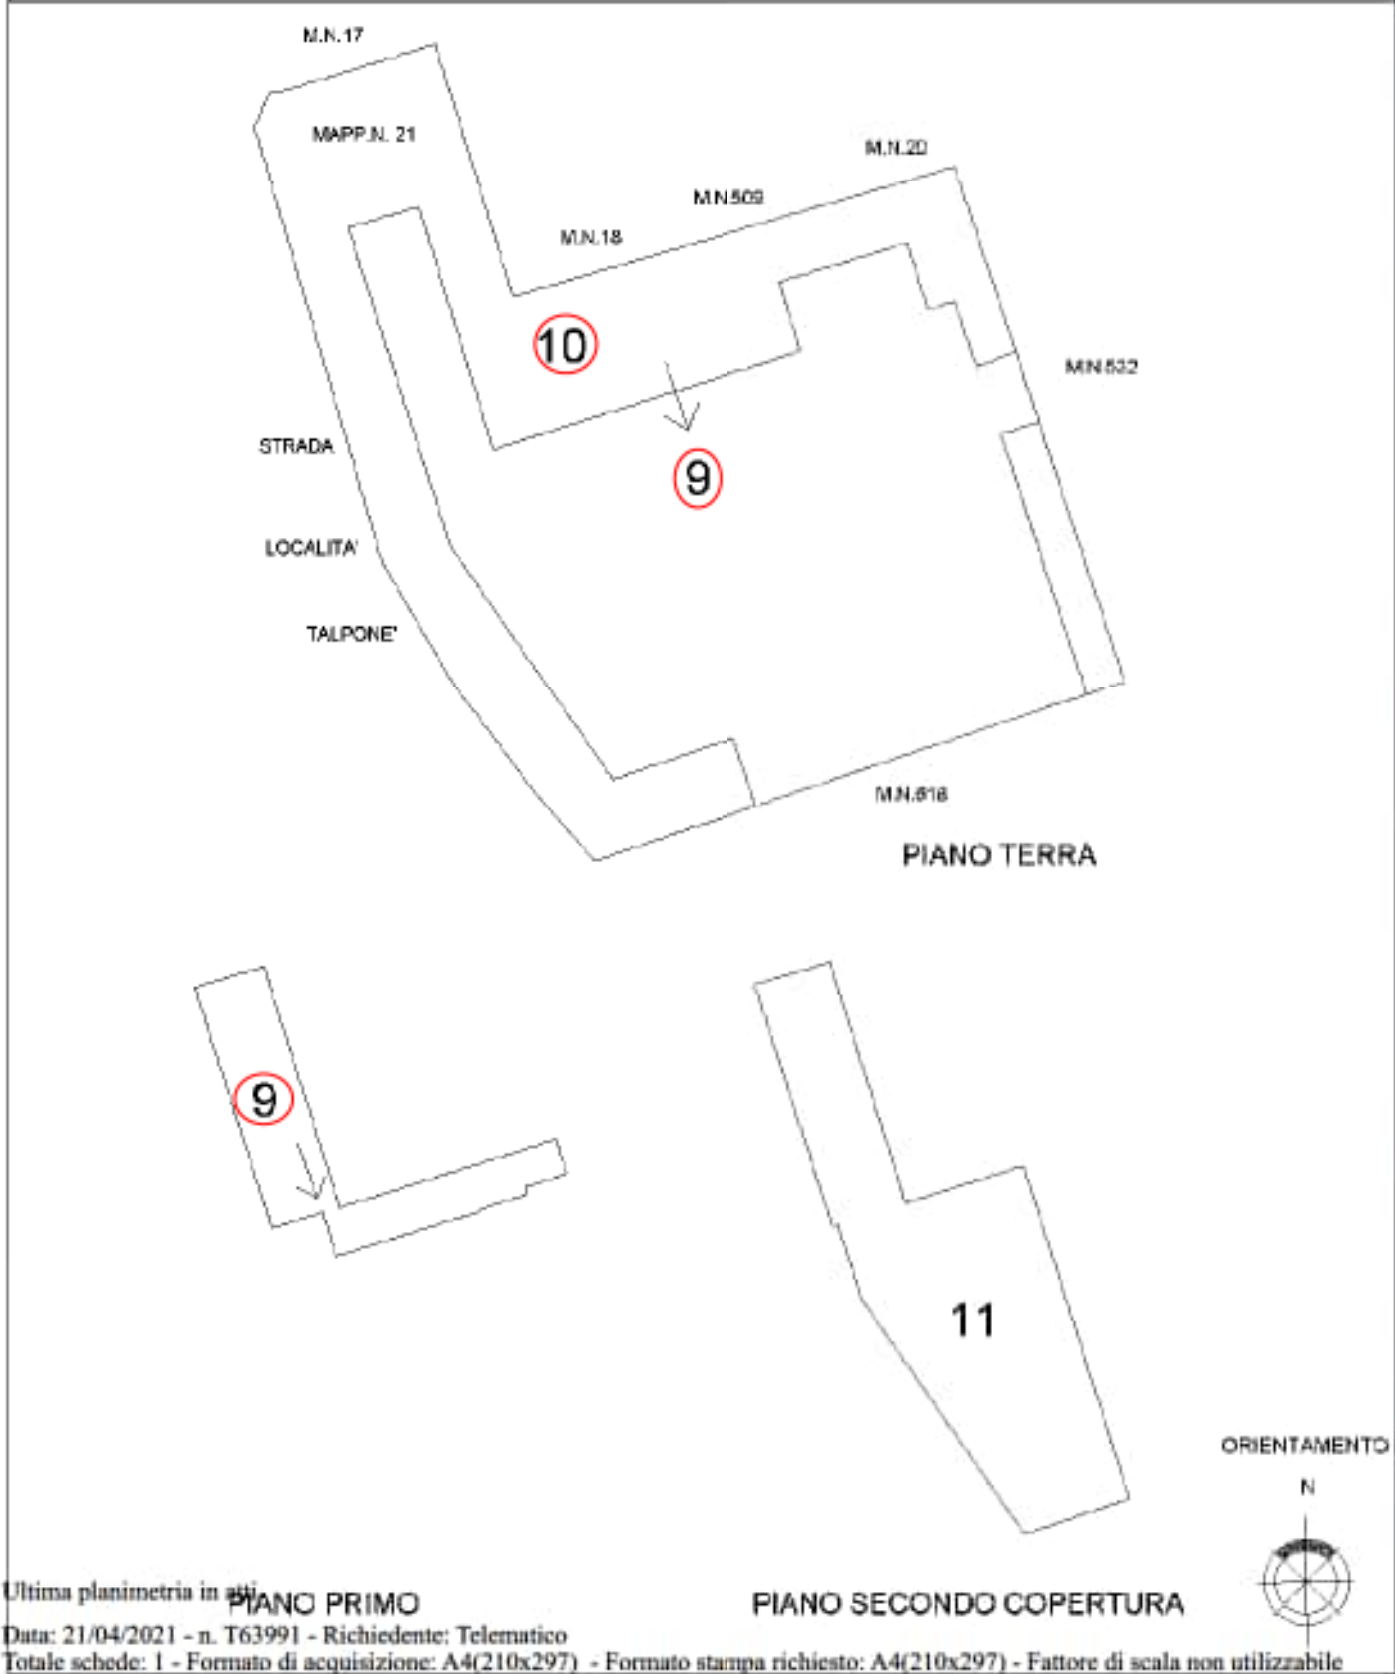 M.N.17
MAPP.N. 21
M.N.20
M.N.509
M.N.18
10
M.N.522
STRADA
9
LOCALITA'
TALPONE'
M.N.616
PIANO TERRA
9
11
ORIENTAMENTO
N
Ultima planimetria in atti
PIANO PRIMO
PIANO SECONDO COPERTURA
Data: 21/04/2021 - n. T63991 - Richiedente: Telematico
Totale schede: 1 - Formato di acquisizione: A4(210x297) - Formato stampa richiesto: A4(210x297) - Fattore di scala non utilizzabile